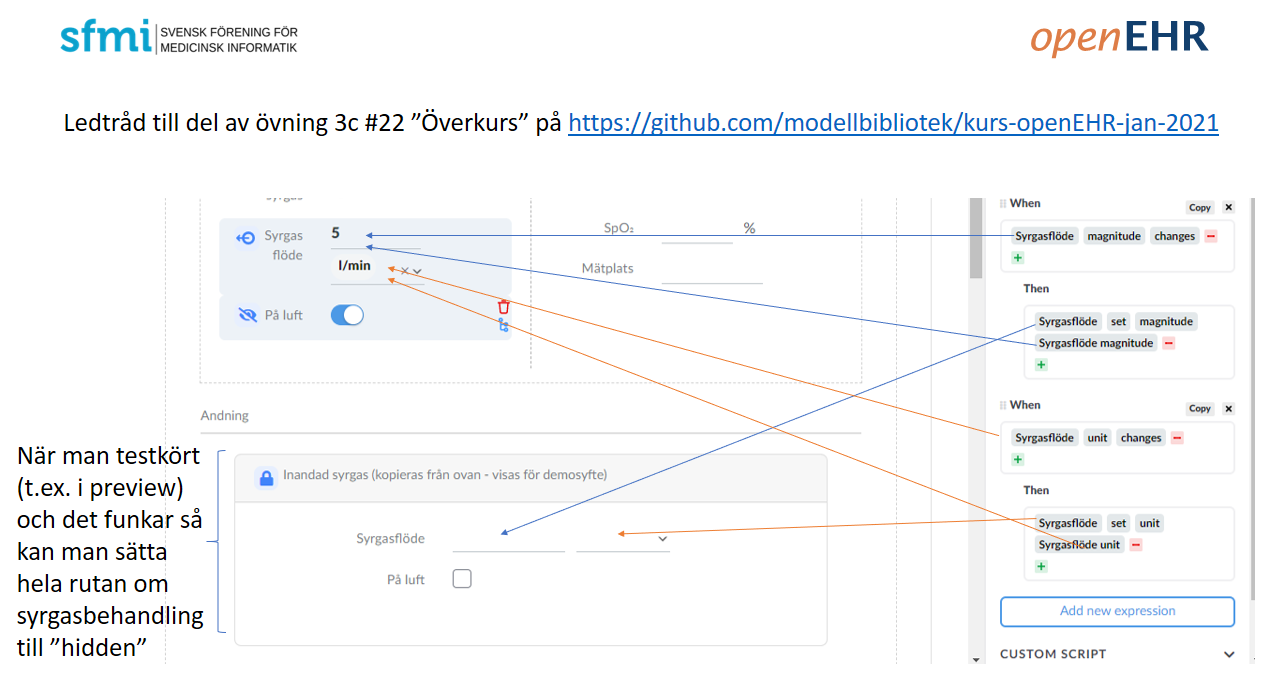 sfmi SVENSK FÖRENING FÖR
MEDICINSK INFORMATIK
openEHR
Ledtråd till del av övning 3c #22 ”Överkurs” på https://github.com/modellbibliotek/kurs-openEHR-jan-2021
Syrgas
flöde
5
l/min
På luft
SpO₂
%
Mätplats
Andning
Inandad syrgas (kopieras från ovan - visas för demosyfte)
Syrgasflöde
På luft
När man testkört
(t.ex. i preview)
och det funkar så
kan man sätta
hela rutan om
syrgasbehandling
till ”hidden”
When
Copy
Syrgasflöde magnitude changes
Then
Syrgasflöde set magnitude
Syrgasflöde magnitude
When
Copy
Syrgasflöde unit changes
Then
Syrgasflöde set unit
Syrgasflöde unit
Add new expression
CUSTOM SCRIPT